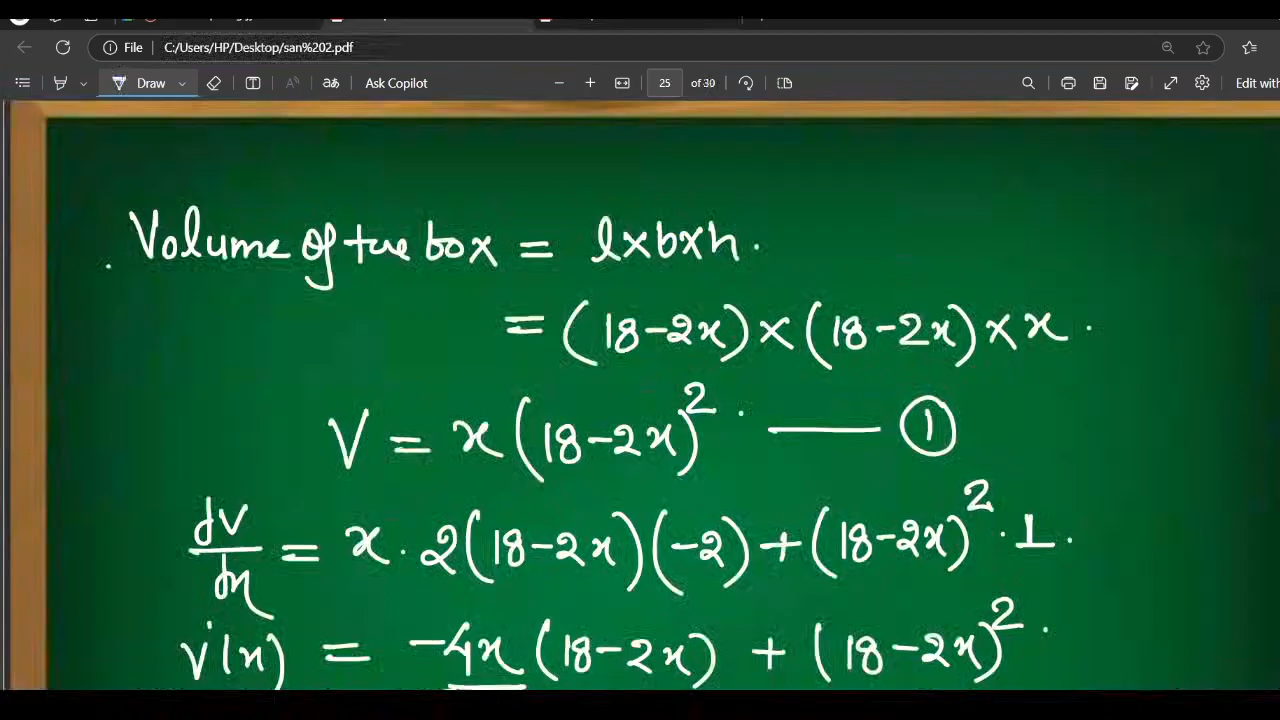 File C:/Users/HP/Desktop/san%202.pdf
Draw Ask Copilot 25 of 30 Edit with
Volume of the box = l×b×h.
= (18-2x)×(18-2x)×x.
V = x(18-2x)² —— ①
dV/dx = x·2(18-2x)(-2)+(18-2x)²·1.
v'(x) = -4x(18-2x) + (18-2x)².